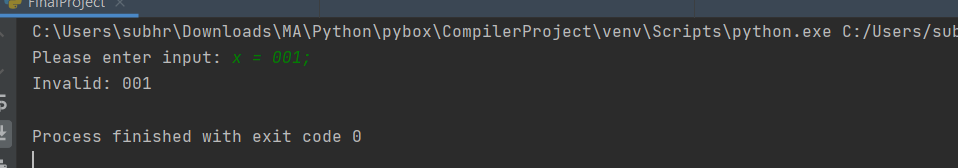 FinalProject ×
C:\Users\subhr\Downloads\MA\Python\pybox\CompilerProject\venv\Scripts\python.exe C:/Users/sub
Please enter input: x = 001;
Invalid: 001
Process finished with exit code 0